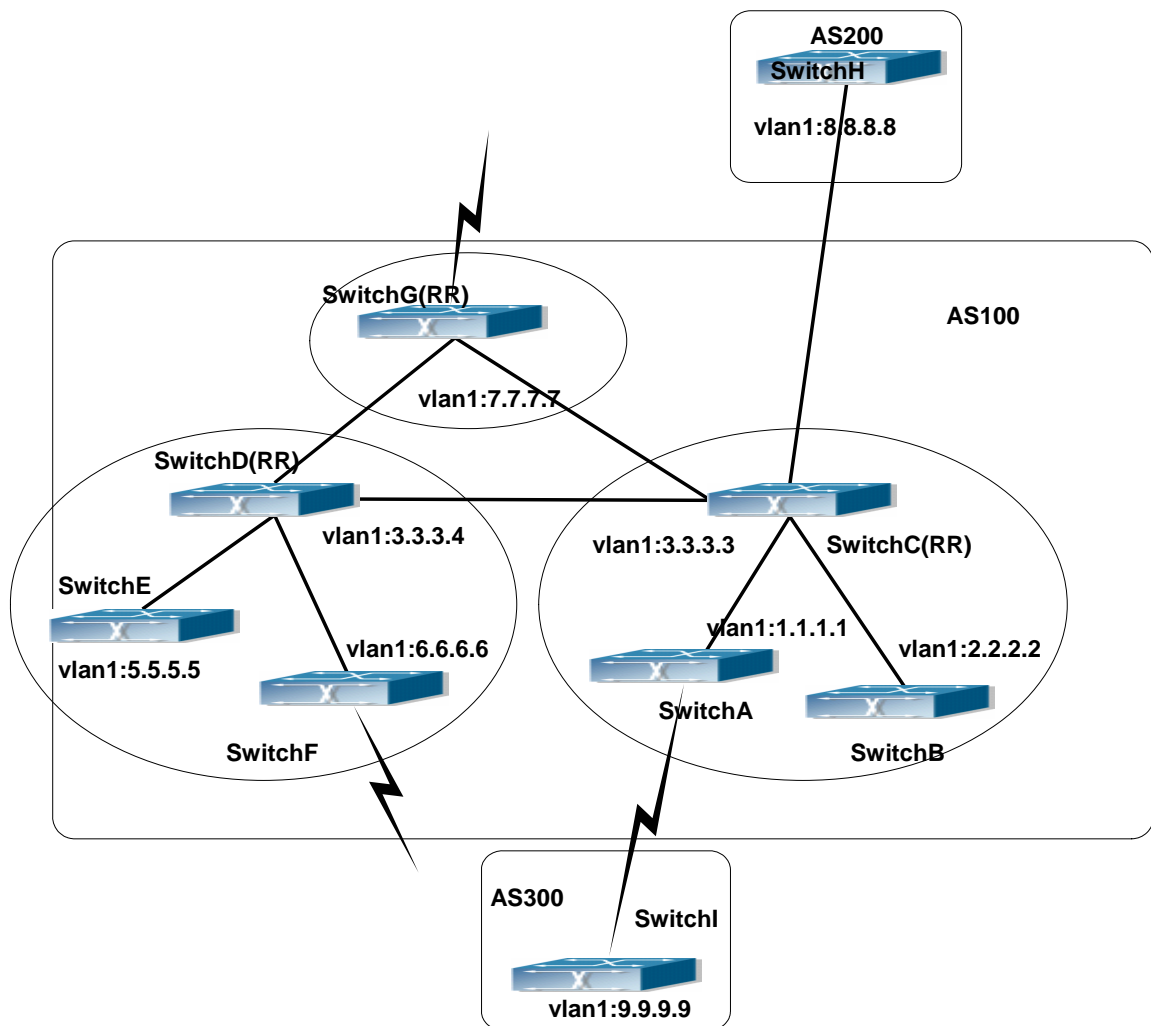 AS200
SwitchH
vlan1:8.8.8.8
SwitchG(RR)
AS100
vlan1:7.7.7.7
SwitchD(RR)
vlan1:3.3.3.4
vlan1:3.3.3.3
SwitchC(RR)
SwitchE
vlan1:5.5.5.5
vlan1:6.6.6.6
vlan1:1.1.1.1
vlan1:2.2.2.2
SwitchA
SwitchF
SwitchB
AS300
SwitchI
vlan1:9.9.9.9